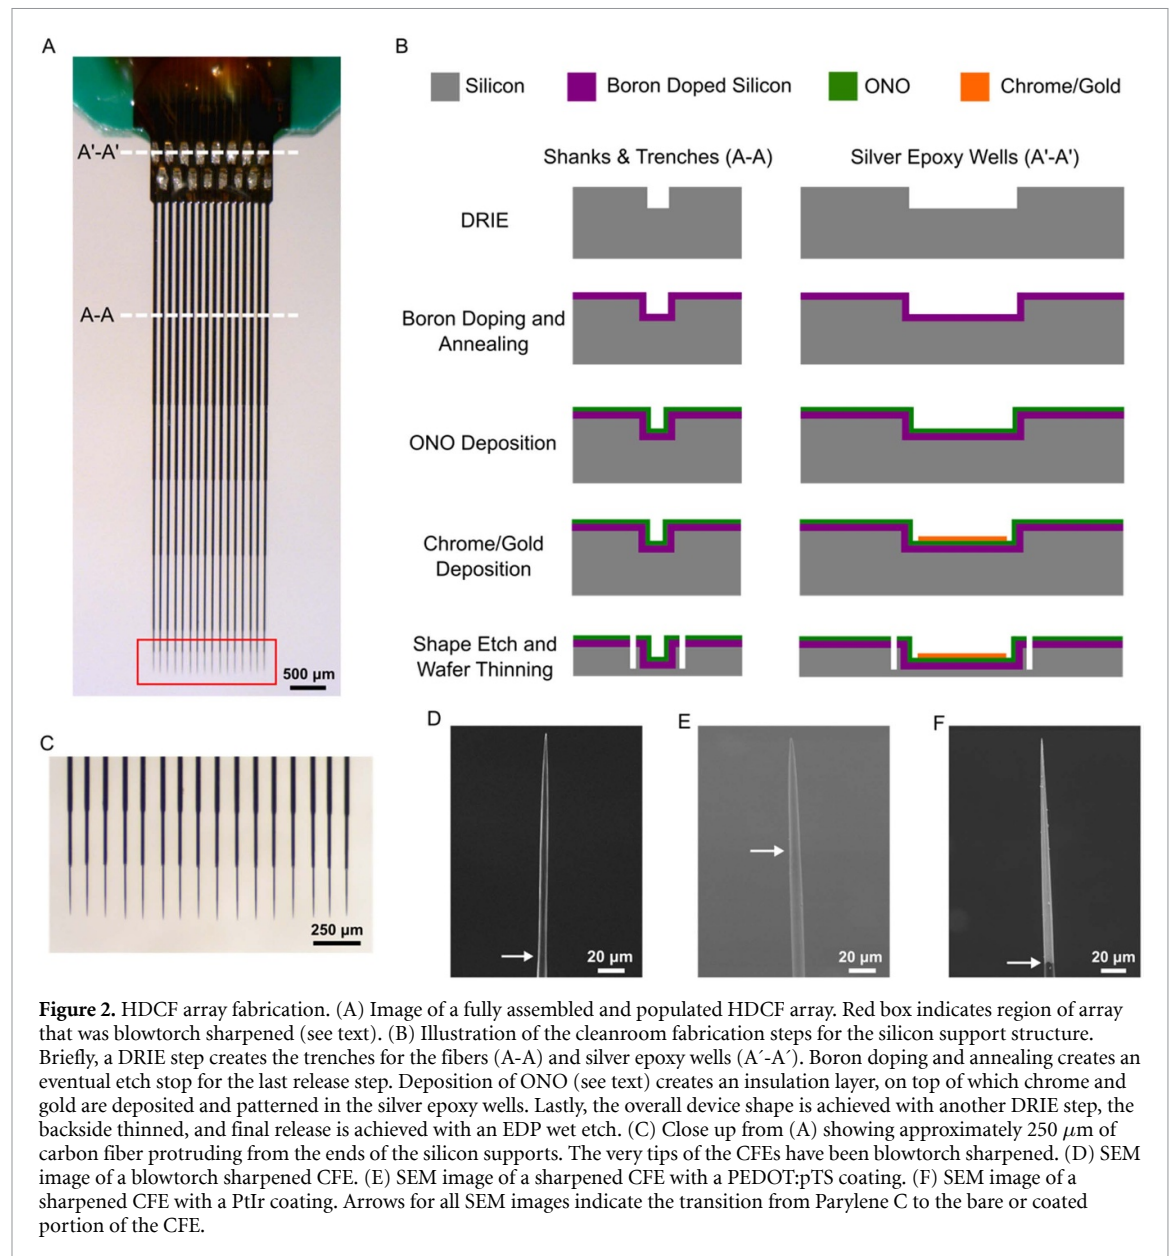 A
B
Silicon
Boron Doped Silicon
ONO
Chrome/Gold
A'-A'
A-A
500 µm
Shanks & Trenches (A-A)
Silver Epoxy Wells (A'-A')
DRIE
Boron Doping and
Annealing
ONO Deposition
Chrome/Gold
Deposition
Shape Etch and
Wafer Thinning
C
250 µm
D
20 µm
E
20 µm
F
20 µm
Figure 2. HDCF array fabrication. (A) Image of a fully assembled and populated HDCF array. Red box indicates region of array
that was blowtorch sharpened (see text). (B) Illustration of the cleanroom fabrication steps for the silicon support structure.
Briefly, a DRIE step creates the trenches for the fibers (A-A) and silver epoxy wells (A´-A´). Boron doping and annealing creates an
eventual etch stop for the last release step. Deposition of ONO (see text) creates an insulation layer, on top of which chrome and
gold are deposited and patterned in the silver epoxy wells. Lastly, the overall device shape is achieved with another DRIE step, the
backside thinned, and final release is achieved with an EDP wet etch. (C) Close up from (A) showing approximately 250 µm of
carbon fiber protruding from the ends of the silicon supports. The very tips of the CFEs have been blowtorch sharpened. (D) SEM
image of a blowtorch sharpened CFE. (E) SEM image of a sharpened CFE with a PEDOT:pTS coating. (F) SEM image of a
sharpened CFE with a PtIr coating. Arrows for all SEM images indicate the transition from Parylene C to the bare or coated
portion of the CFE.